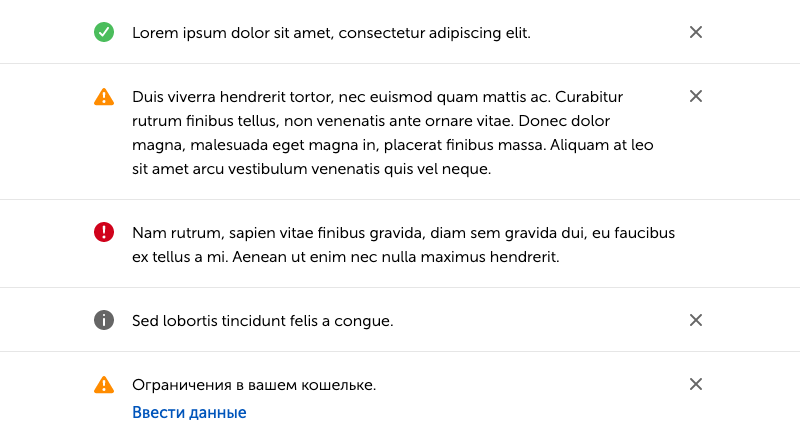 Lorem ipsum dolor sit amet, consectetur adipiscing elit.
Duis viverra hendrerit tortor, nec euismod quam mattis ac. Curabitur
rutrum finibus tellus, non venenatis ante ornare vitae. Donec dolor
magna, malesuada eget magna in, placerat finibus massa. Aliquam at leo
sit amet arcu vestibulum venenatis quis vel neque.
Nam rutrum, sapien vitae finibus gravida, diam sem gravida dui, eu faucibus
ex tellus a mi. Aenean ut enim nec nulla maximus hendrerit.
Sed lobortis tincidunt felis a congue.
Ограничения в вашем кошельке.
Ввести данные